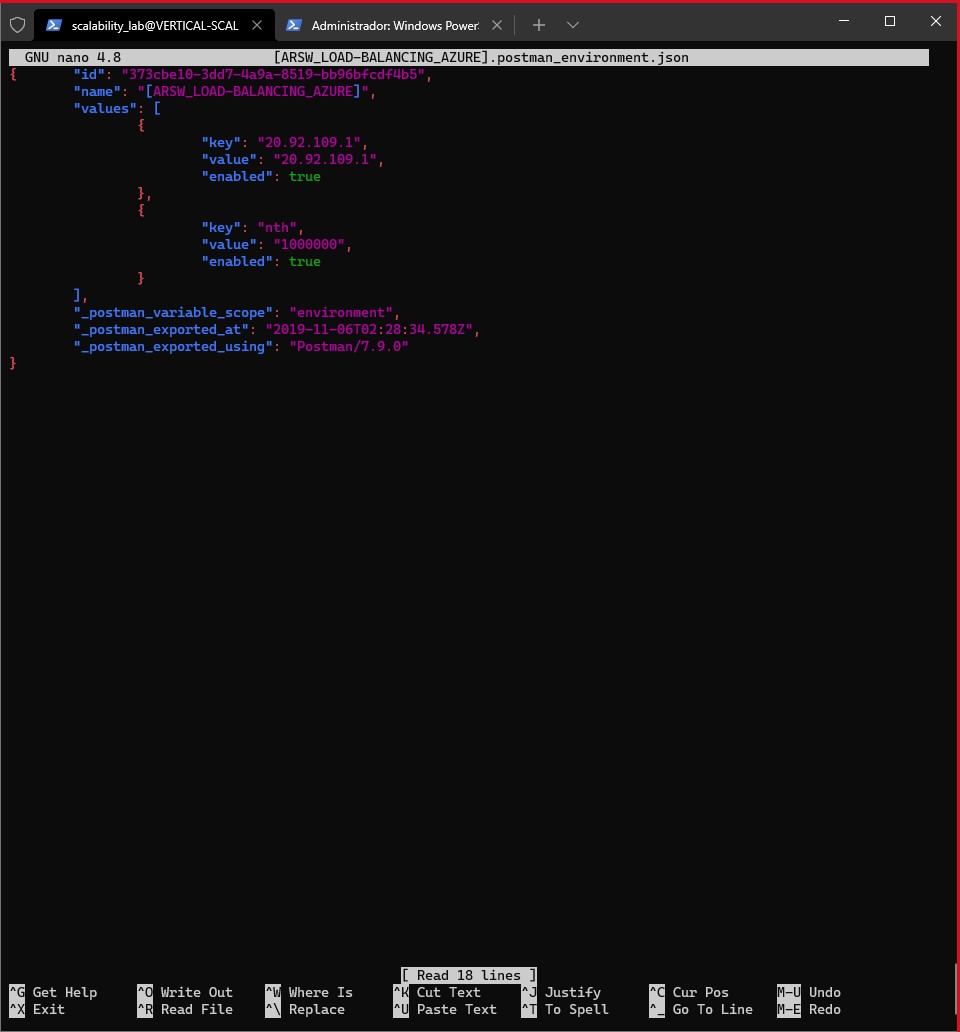 scalability_lab@VERTICAL-SCAL Administrador: Windows Power
GNU nano 4.8 [ARSW_LOAD-BALANCING_AZURE].postman_environment.json
{ "id": "373cbe10-3dd7-4a9a-8519-bb96bfcdf4b5",
"name": "[ARSW_LOAD-BALANCING_AZURE]",
"values": [
{
"key": "20.92.109.1",
"value": "20.92.109.1",
"enabled": true
},
{
"key": "nth",
"value": "1000000",
"enabled": true
}
],
"_postman_variable_scope": "environment",
"_postman_exported_at": "2019-11-06T02:28:34.578Z",
"_postman_exported_using": "Postman/7.9.0"
}
[ Read 18 lines ]
^G Get Help ^O Write Out ^W Where Is ^K Cut Text ^J Justify ^C Cur Pos M-U Undo
^X Exit ^R Read File ^\ Replace ^U Paste Text ^T To Spell ^_ Go To Line M-E Redo